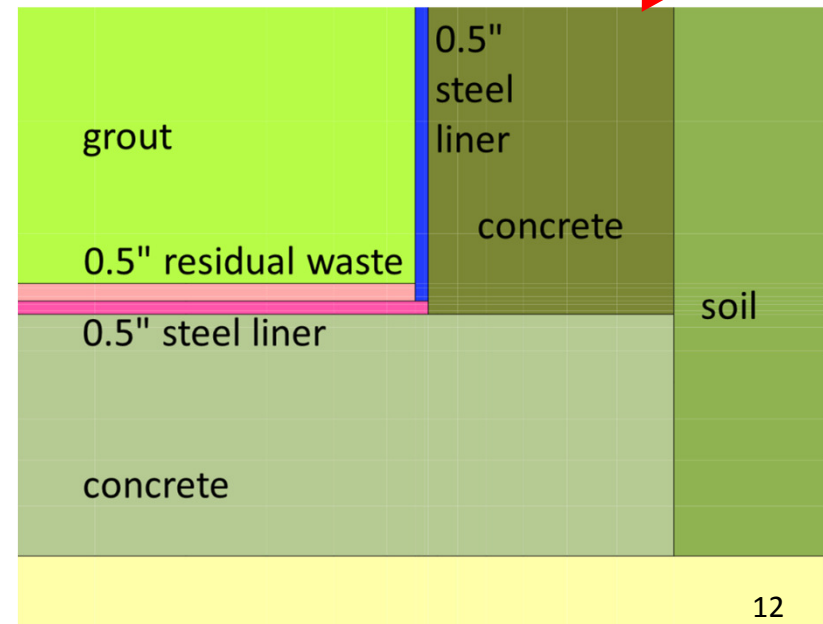 0.5"
steel
liner
grout
concrete
0.5" residual waste
soil
0.5" steel liner
concrete
12